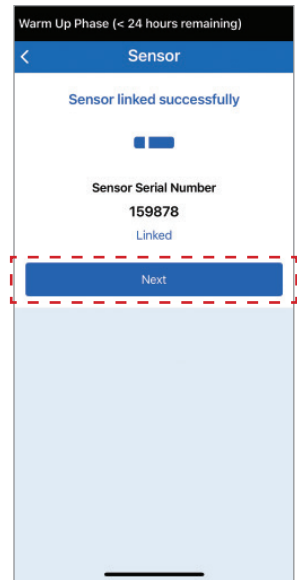 Warm Up Phase (< 24 hours remaining)
Sensor
Sensor linked successfully
Sensor Serial Number
159878
Linked
Next